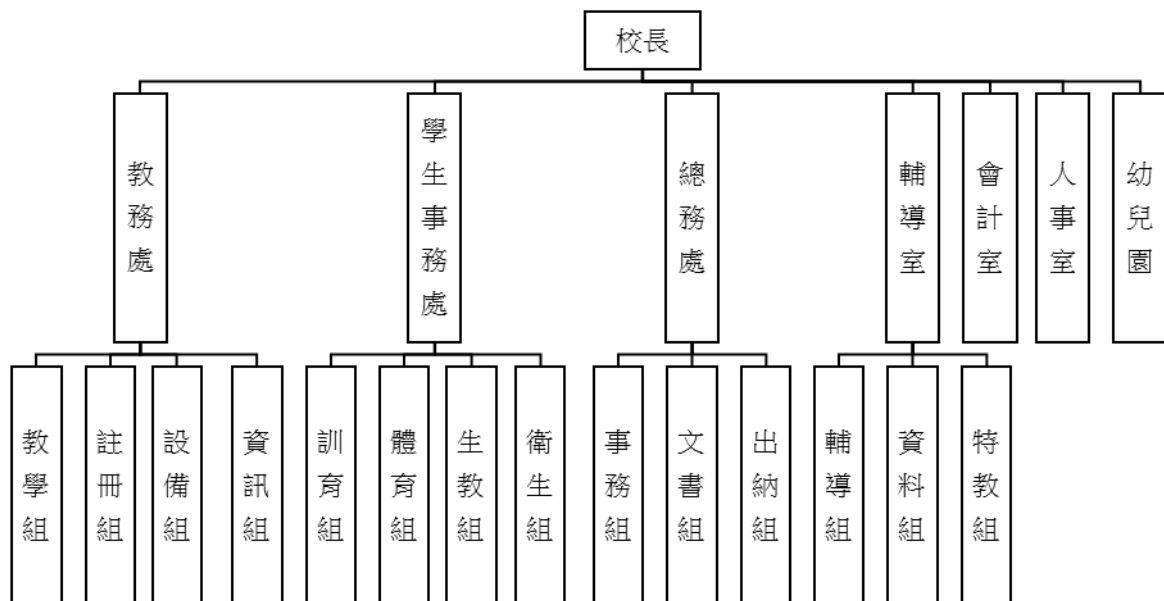 校長
教務處
學生事務處
總務處
輔導室
會計室
人事室
幼兒園
教學組
註冊組
設備組
資訊組
訓育組
體育組
生教組
衛生組
事務組
文書組
出納組
輔導組
資料組
特教組